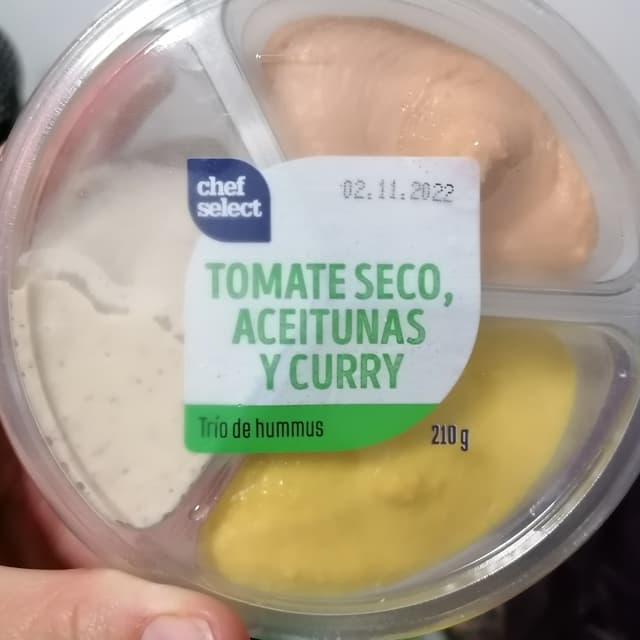 chef
select
02.11.2022
TOMATE SECO,
ACEITUNAS
Y CURRY
Trío de hummus
210 g